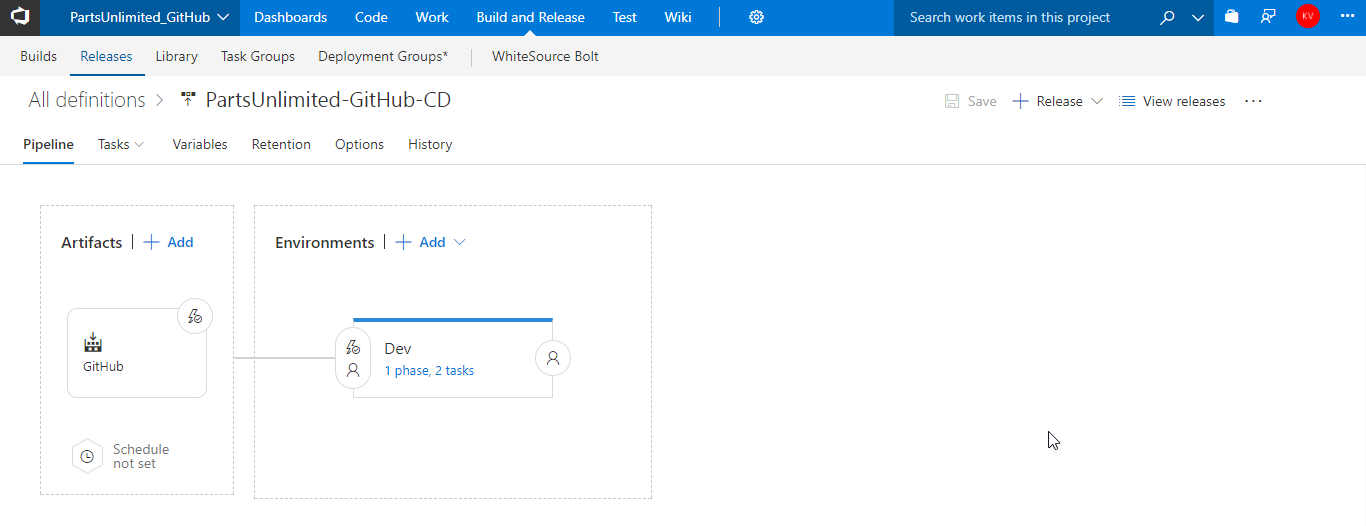 PartsUnlimited_GitHub Dashboards Code Work Build and Release Test Wiki Search work items in this project KV
Builds Releases Library Task Groups Deployment Groups* WhiteSource Bolt
All definitions > PartsUnlimited-GitHub-CD Save + Release View releases ...
Pipeline Tasks Variables Retention Options History
Artifacts | + Add Environments | + Add
Dev
GitHub 1 phase, 2 tasks
Schedule
not set